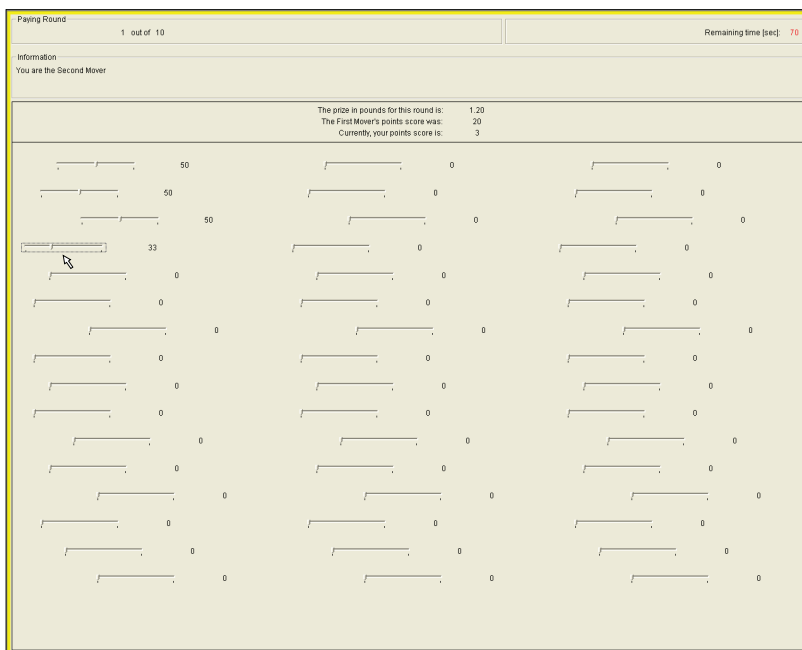 Paying Round
1 out of 10
Remaining time [sec]: 70
Information
You are the Second Mover
The prize in pounds for this round is: 1.20
The First Mover's points score was: 20
Currently, your points score is: 3
50 0 0
50 0 0
50 0 0
33 0 0
0 0 0
0 0 0
0 0 0
0 0 0
0 0 0
0 0 0
0 0 0
0 0 0
0 0 0
0 0 0
0 0 0
0 0 0